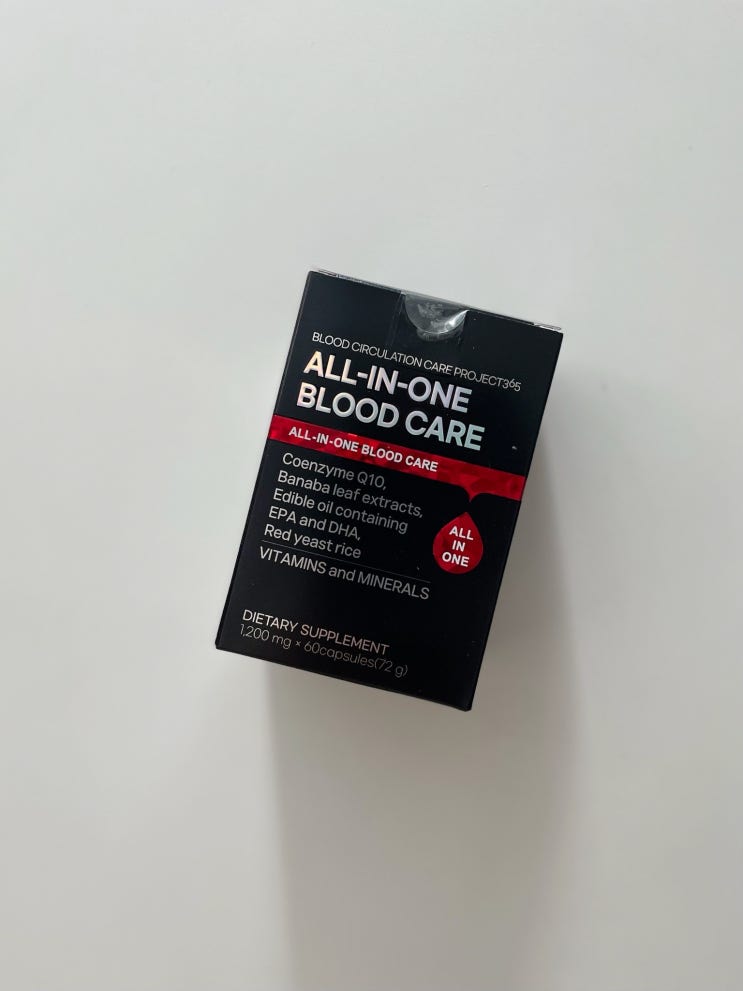 BLOOD CIRCULATION CARE PROJECT365
ALL-IN-ONE
BLOOD CARE
ALL-IN-ONE BLOOD CARE
Coenzyme Q10,
Banaba leaf extracts,
Edible oil containing
EPA and DHA,
Red yeast rice
VITAMINS and MINERALS
ALL
IN
ONE
DIETARY SUPPLEMENT
1,200 mg × 60capsules(72 g)